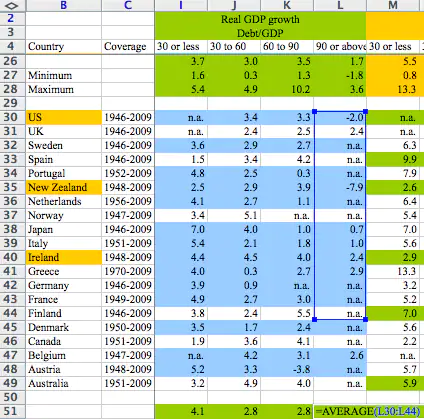 B C I J K L M
2 Real GDP growth
3 Debt/GDP
4 Country Coverage 30 or less 30 to 60 60 to 90 90 or above 30 or less
26 3.7 3.0 3.5 1.7 5.5
27 Minimum 1.6 0.3 1.3 -1.8 0.8
28 Maximum 5.4 4.9 10.2 3.6 13.3
29
30 US 1946-2009 n.a. 3.4 3.3 -2.0 n.a.
31 UK 1946-2009 n.a. 2.4 2.5 2.4 n.a.
32 Sweden 1946-2009 3.6 2.9 2.7 n.a. 6.3
33 Spain 1946-2009 1.5 3.4 4.2 n.a. 9.9
34 Portugal 1952-2009 4.8 2.5 0.3 n.a. 7.9
35 New Zealand 1948-2009 2.5 2.9 3.9 -7.9 2.6
36 Netherlands 1956-2009 4.1 2.7 1.1 n.a. 6.4
37 Norway 1947-2009 3.4 5.1 n.a. n.a. 5.4
38 Japan 1946-2009 7.0 4.0 1.0 0.7 7.0
39 Italy 1951-2009 5.4 2.1 1.8 1.0 5.6
40 Ireland 1948-2009 4.4 4.5 4.0 2.4 2.9
41 Greece 1970-2009 4.0 0.3 2.7 2.9 13.3
42 Germany 1946-2009 3.9 0.9 n.a. n.a. 3.2
43 France 1949-2009 4.9 2.7 3.0 n.a. 5.2
44 Finland 1946-2009 3.8 2.4 5.5 n.a. 7.0
45 Denmark 1950-2009 3.5 1.7 2.4 n.a. 5.6
46 Canada 1951-2009 1.9 3.6 4.1 n.a. 2.2
47 Belgium 1947-2009 n.a. 4.2 3.1 2.6 n.a.
48 Austria 1948-2009 5.2 3.3 -3.8 n.a. 5.7
49 Australia 1951-2009 3.2 4.9 4.0 n.a. 5.9
50
51 4.1 2.8 2.8 =AVERAGE(L30:L44)